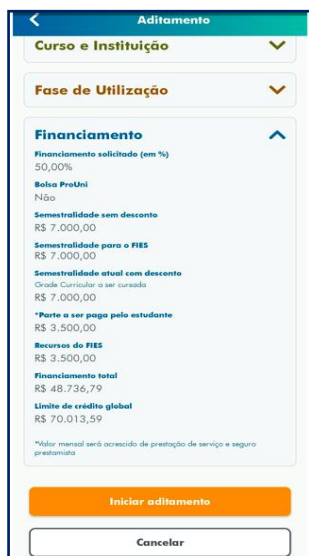 Aditamento
Curso e Instituição
Fase de Utilização
Financiamento
Financiamento solicitado (em %)
50,00%
Bolsa ProUni
Não
Semestralidade sem desconto
R$ 7.000,00
Semestralidade para o FIES
R$ 7.000,00
Semestralidade atual com desconto
Grade Curricular a ser cursada
R$ 7.000,00
*Parte a ser paga pelo estudante
R$ 3.500,00
Recursos do FIES
R$ 3.500,00
Financiamento total
R$ 48.736,79
Limite de crédito global
R$ 70.013,59
*Valor mensal será acrescido de prestação de serviço e seguro
prestamista
Iniciar aditamento
Cancelar